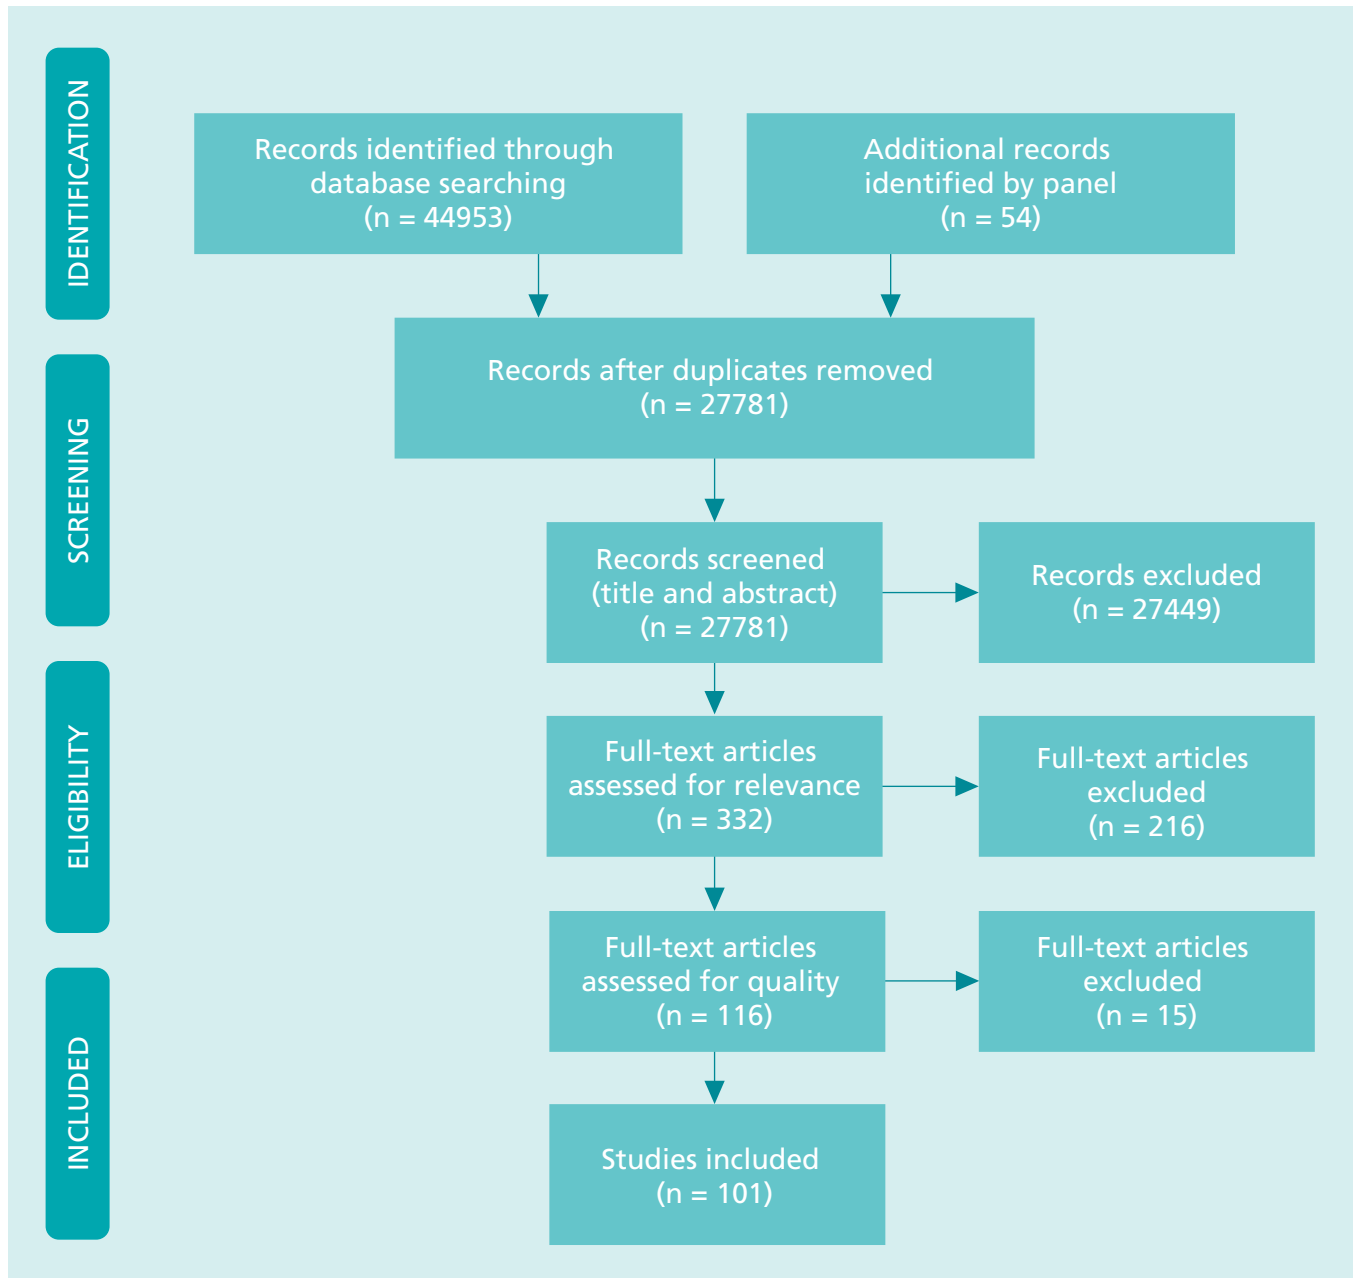 IDENTIFICATION
Records identified through
database searching
(n = 44953)
Additional records
identified by panel
(n = 54)
SCREENING
Records after duplicates removed
(n = 27781)
Records screened
(title and abstract)
(n = 27781)
Records excluded
(n = 27449)
ELIGIBILITY
Full-text articles
assessed for relevance
(n = 332)
Full-text articles
excluded
(n = 216)
Full-text articles
assessed for quality
(n = 116)
Full-text articles
excluded
(n = 15)
INCLUDED
Studies included
(n = 101)